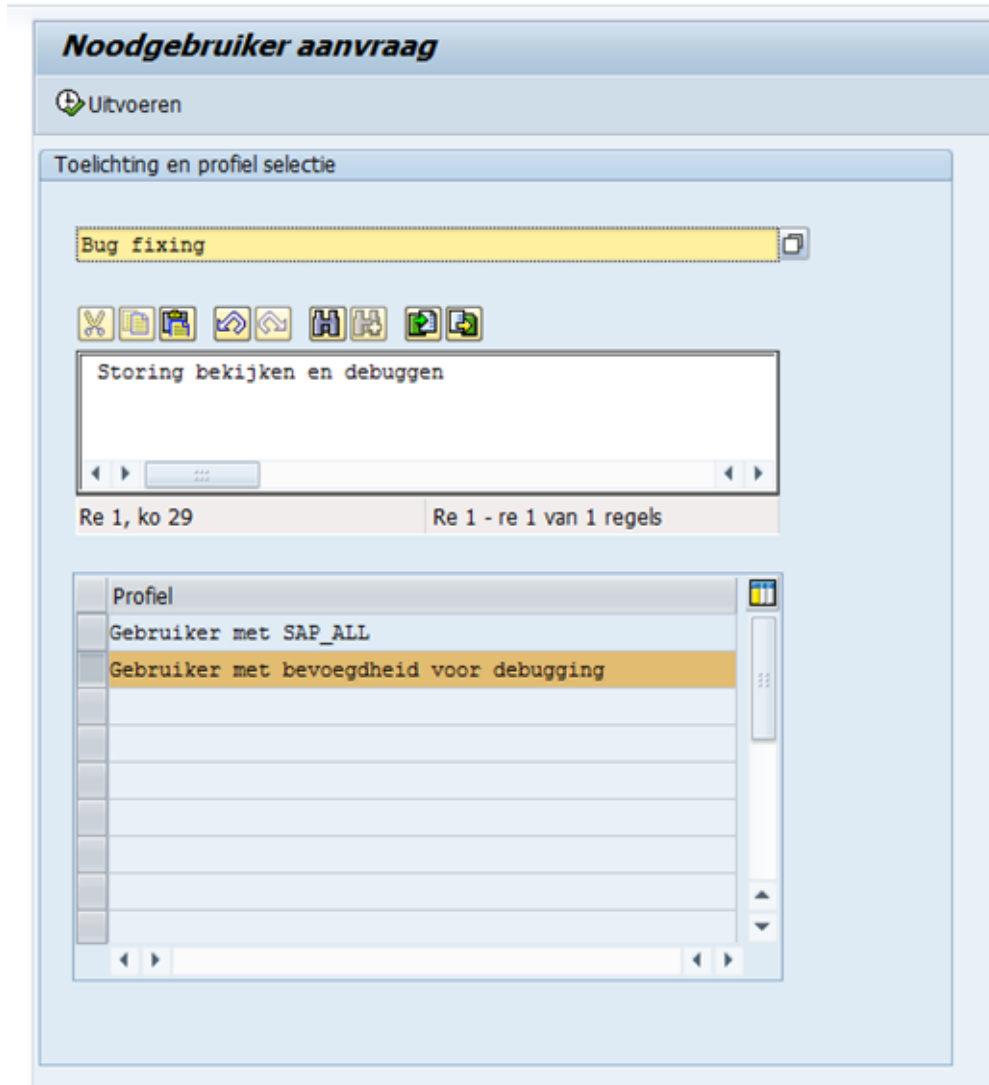 Noodgebruiker aanvraag
Uitvoeren
Toelichting en profiel selectie
Bug fixing
Storing bekijken en debuggen
Re 1, ko 29 Re 1 - re 1 van 1 regels
Profiel
Gebruiker met SAP_ALL
Gebruiker met bevoegdheid voor debugging